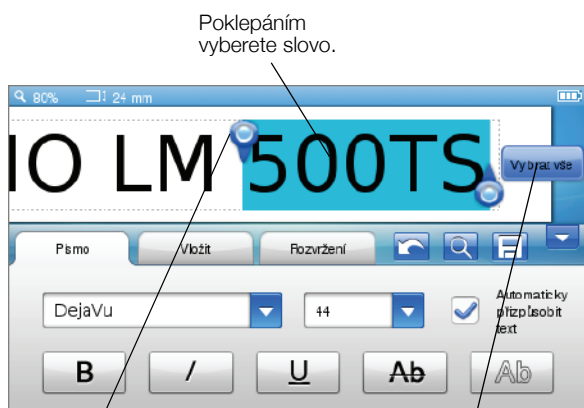 Poklepáním
vyberete slovo.
80% 24 mm
IO LM 500TS
Vybrat vše
Písmo Vložit Rozvržení
DejaVu 44 Automaticky
přizpůsobit
text
B I U Ab Ab